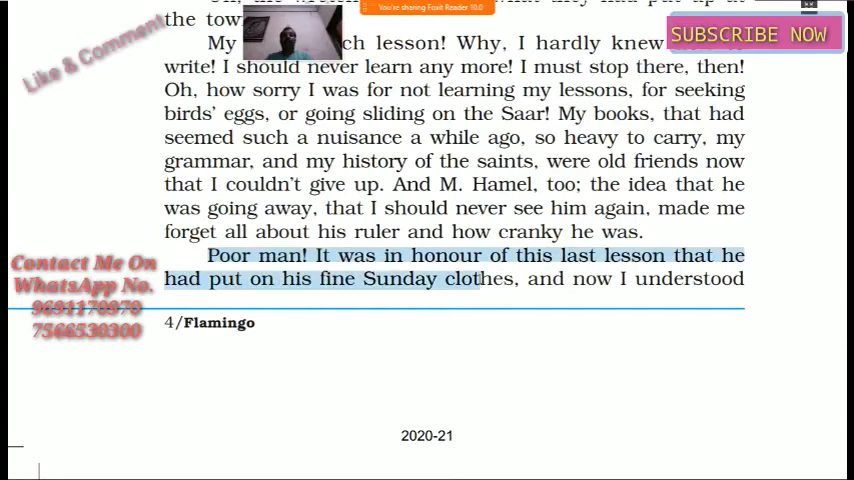 You're sharing Foxit Reader 10.0
SUBSCRIBE NOW
Like & Comment
the tow
My ch lesson! Why, I hardly knew
write! I should never learn any more! I must stop there, then!
Oh, how sorry I was for not learning my lessons, for seeking
birds' eggs, or going sliding on the Saar! My books, that had
seemed such a nuisance a while ago, so heavy to carry, my
grammar, and my history of the saints, were old friends now
that I couldn't give up. And M. Hamel, too; the idea that he
was going away, that I should never see him again, made me
forget all about his ruler and how cranky he was.
Poor man! It was in honour of this last lesson that he
had put on his fine Sunday clothes, and now I understood
Contact Me On
WhatsApp No.
9691170970
7566530300
4/Flamingo
2020-21